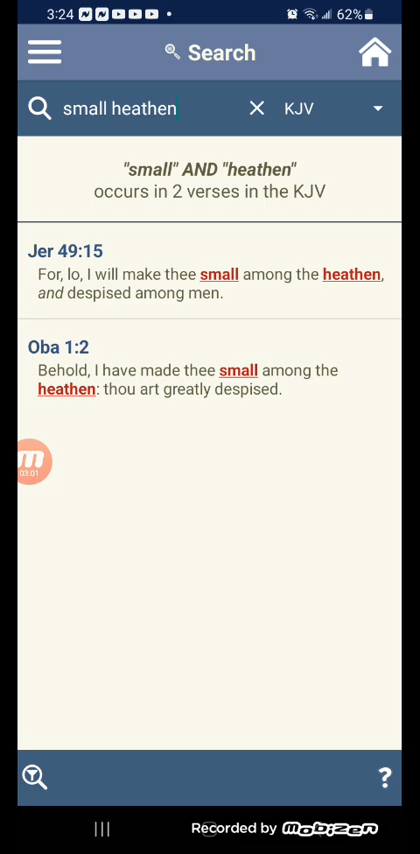 3:24 62%
Search
small heathen KJV
"small" AND "heathen"
occurs in 2 verses in the KJV
Jer 49:15
For, lo, I will make thee small among the heathen,
and despised among men.
Oba 1:2
Behold, I have made thee small among the
heathen: thou art greatly despised.
m
03:01
?
Recorded by mobizen